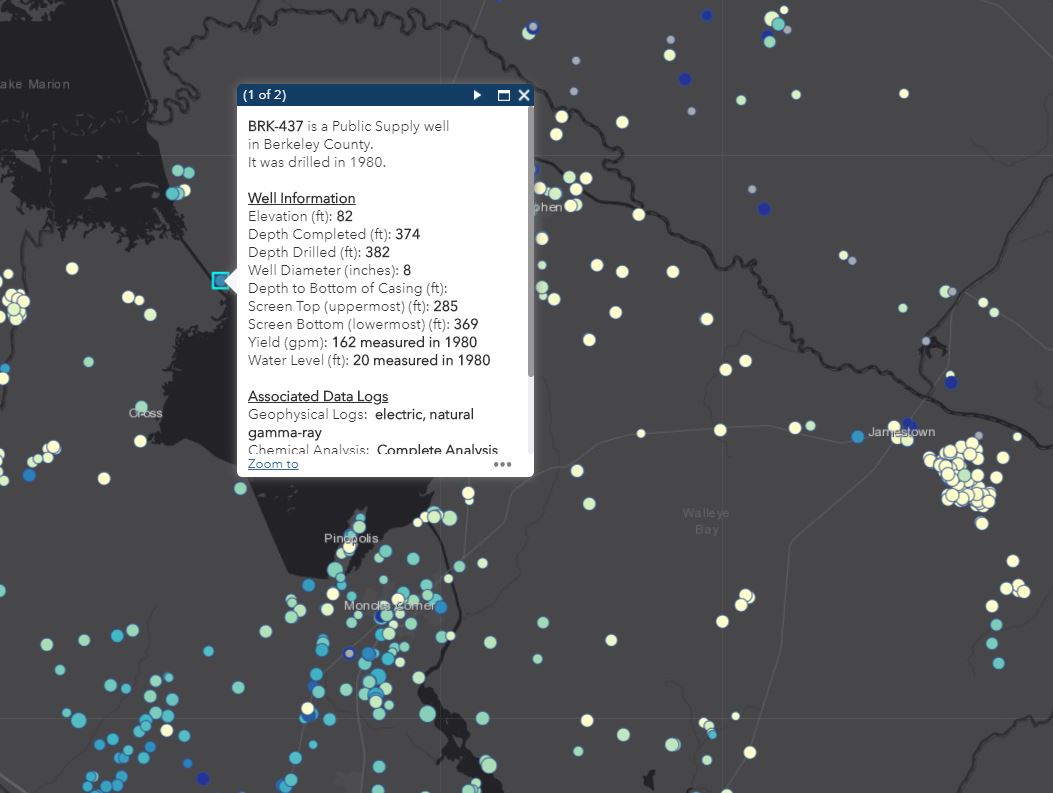 ake Marion
(1 of 2)
BRK-437 is a Public Supply well
in Berkeley County.
It was drilled in 1980.
Well Information
Elevation (ft): 82
Depth Completed (ft): 374
Depth Drilled (ft): 382
Well Diameter (inches): 8
Depth to Bottom of Casing (ft):
Screen Top (uppermost) (ft): 285
Screen Bottom (lowermost) (ft): 369
Yield (gpm): 162 measured in 1980
Water Level (ft): 20 measured in 1980
Associated Data Logs
Geophysical Logs: electric, natural
gamma-ray
Chemical Analysis: Complete Analysis
Zoom to
phen
Cross
Jamestown
Walleye
Bay
Pinopolis
Moncks Corner